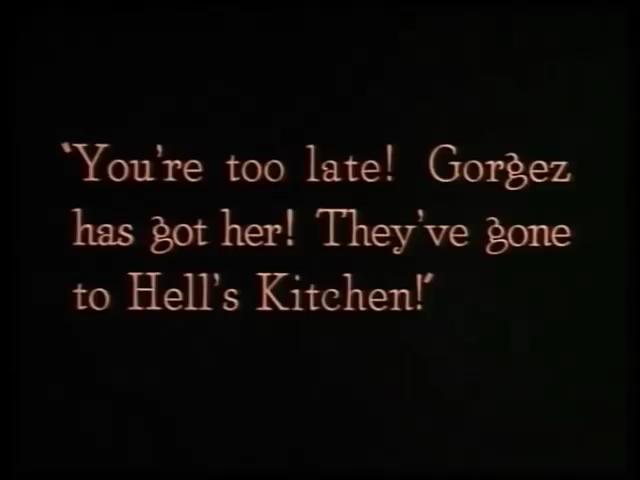 "You're too late! Gorgez
has got her! They've gone
to Hell's Kitchen!"